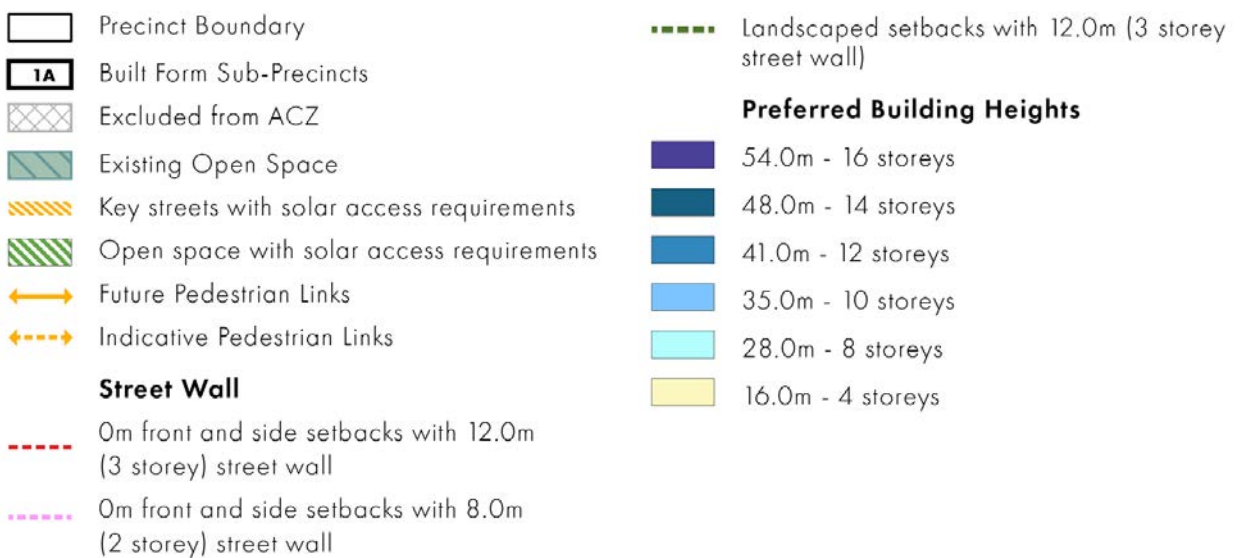 Precinct Boundary
1A
Built Form Sub-Precincts
Excluded from ACZ
Existing Open Space
Key streets with solar access requirements
Open space with solar access requirements
Future Pedestrian Links
Indicative Pedestrian Links
Street Wall
0m front and side setbacks with 12.0m
(3 storey) street wall
0m front and side setbacks with 8.0m
(2 storey) street wall
Landscaped setbacks with 12.0m (3 storey
street wall)
Preferred Building Heights
54.0m - 16 storeys
48.0m - 14 storeys
41.0m - 12 storeys
35.0m - 10 storeys
28.0m - 8 storeys
16.0m - 4 storeys